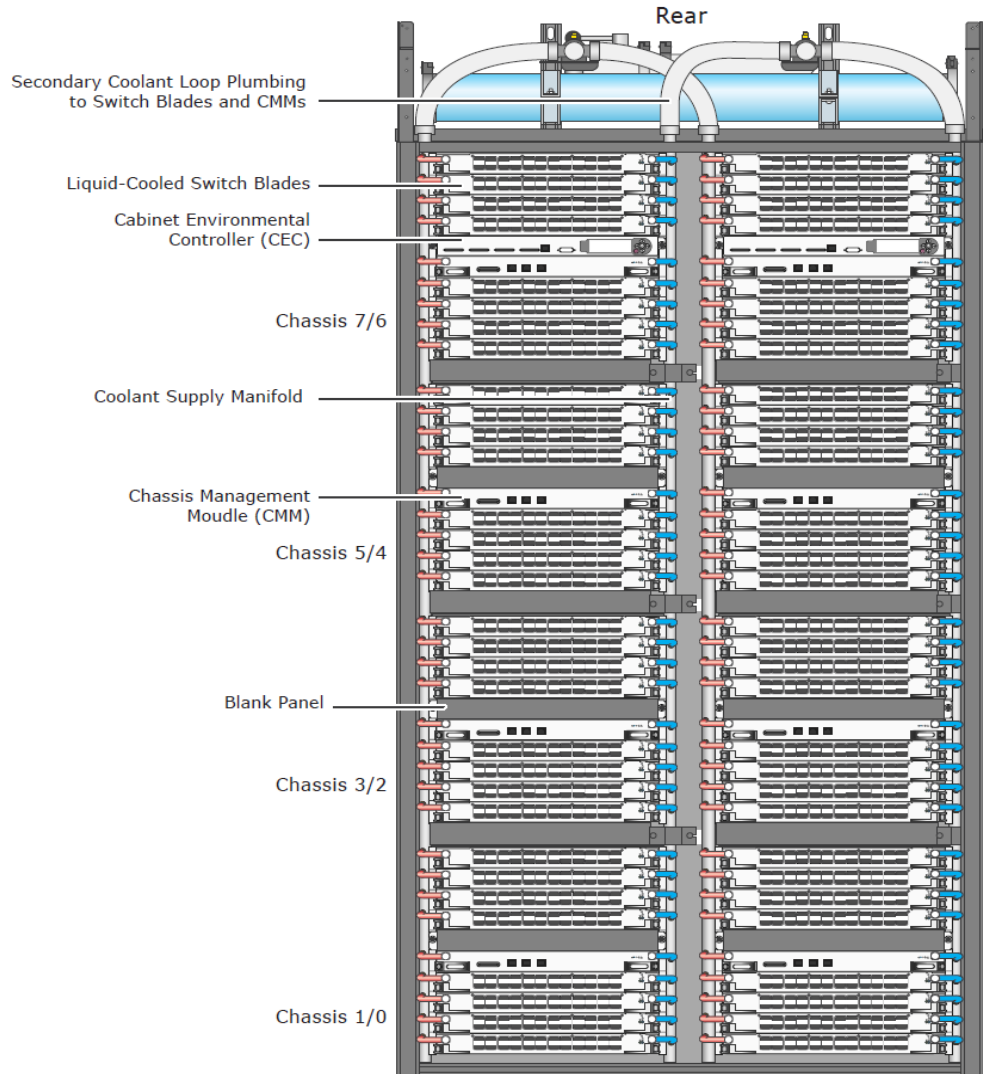 Rear
Secondary Coolant Loop Plumbing
to Switch Blades and CMMs
Liquid-Cooled Switch Blades
Cabinet Environmental
Controller (CEC)
Chassis 7/6
Coolant Supply Manifold
Chassis Management
Moudle (CMM)
Chassis 5/4
Blank Panel
Chassis 3/2
Chassis 1/0